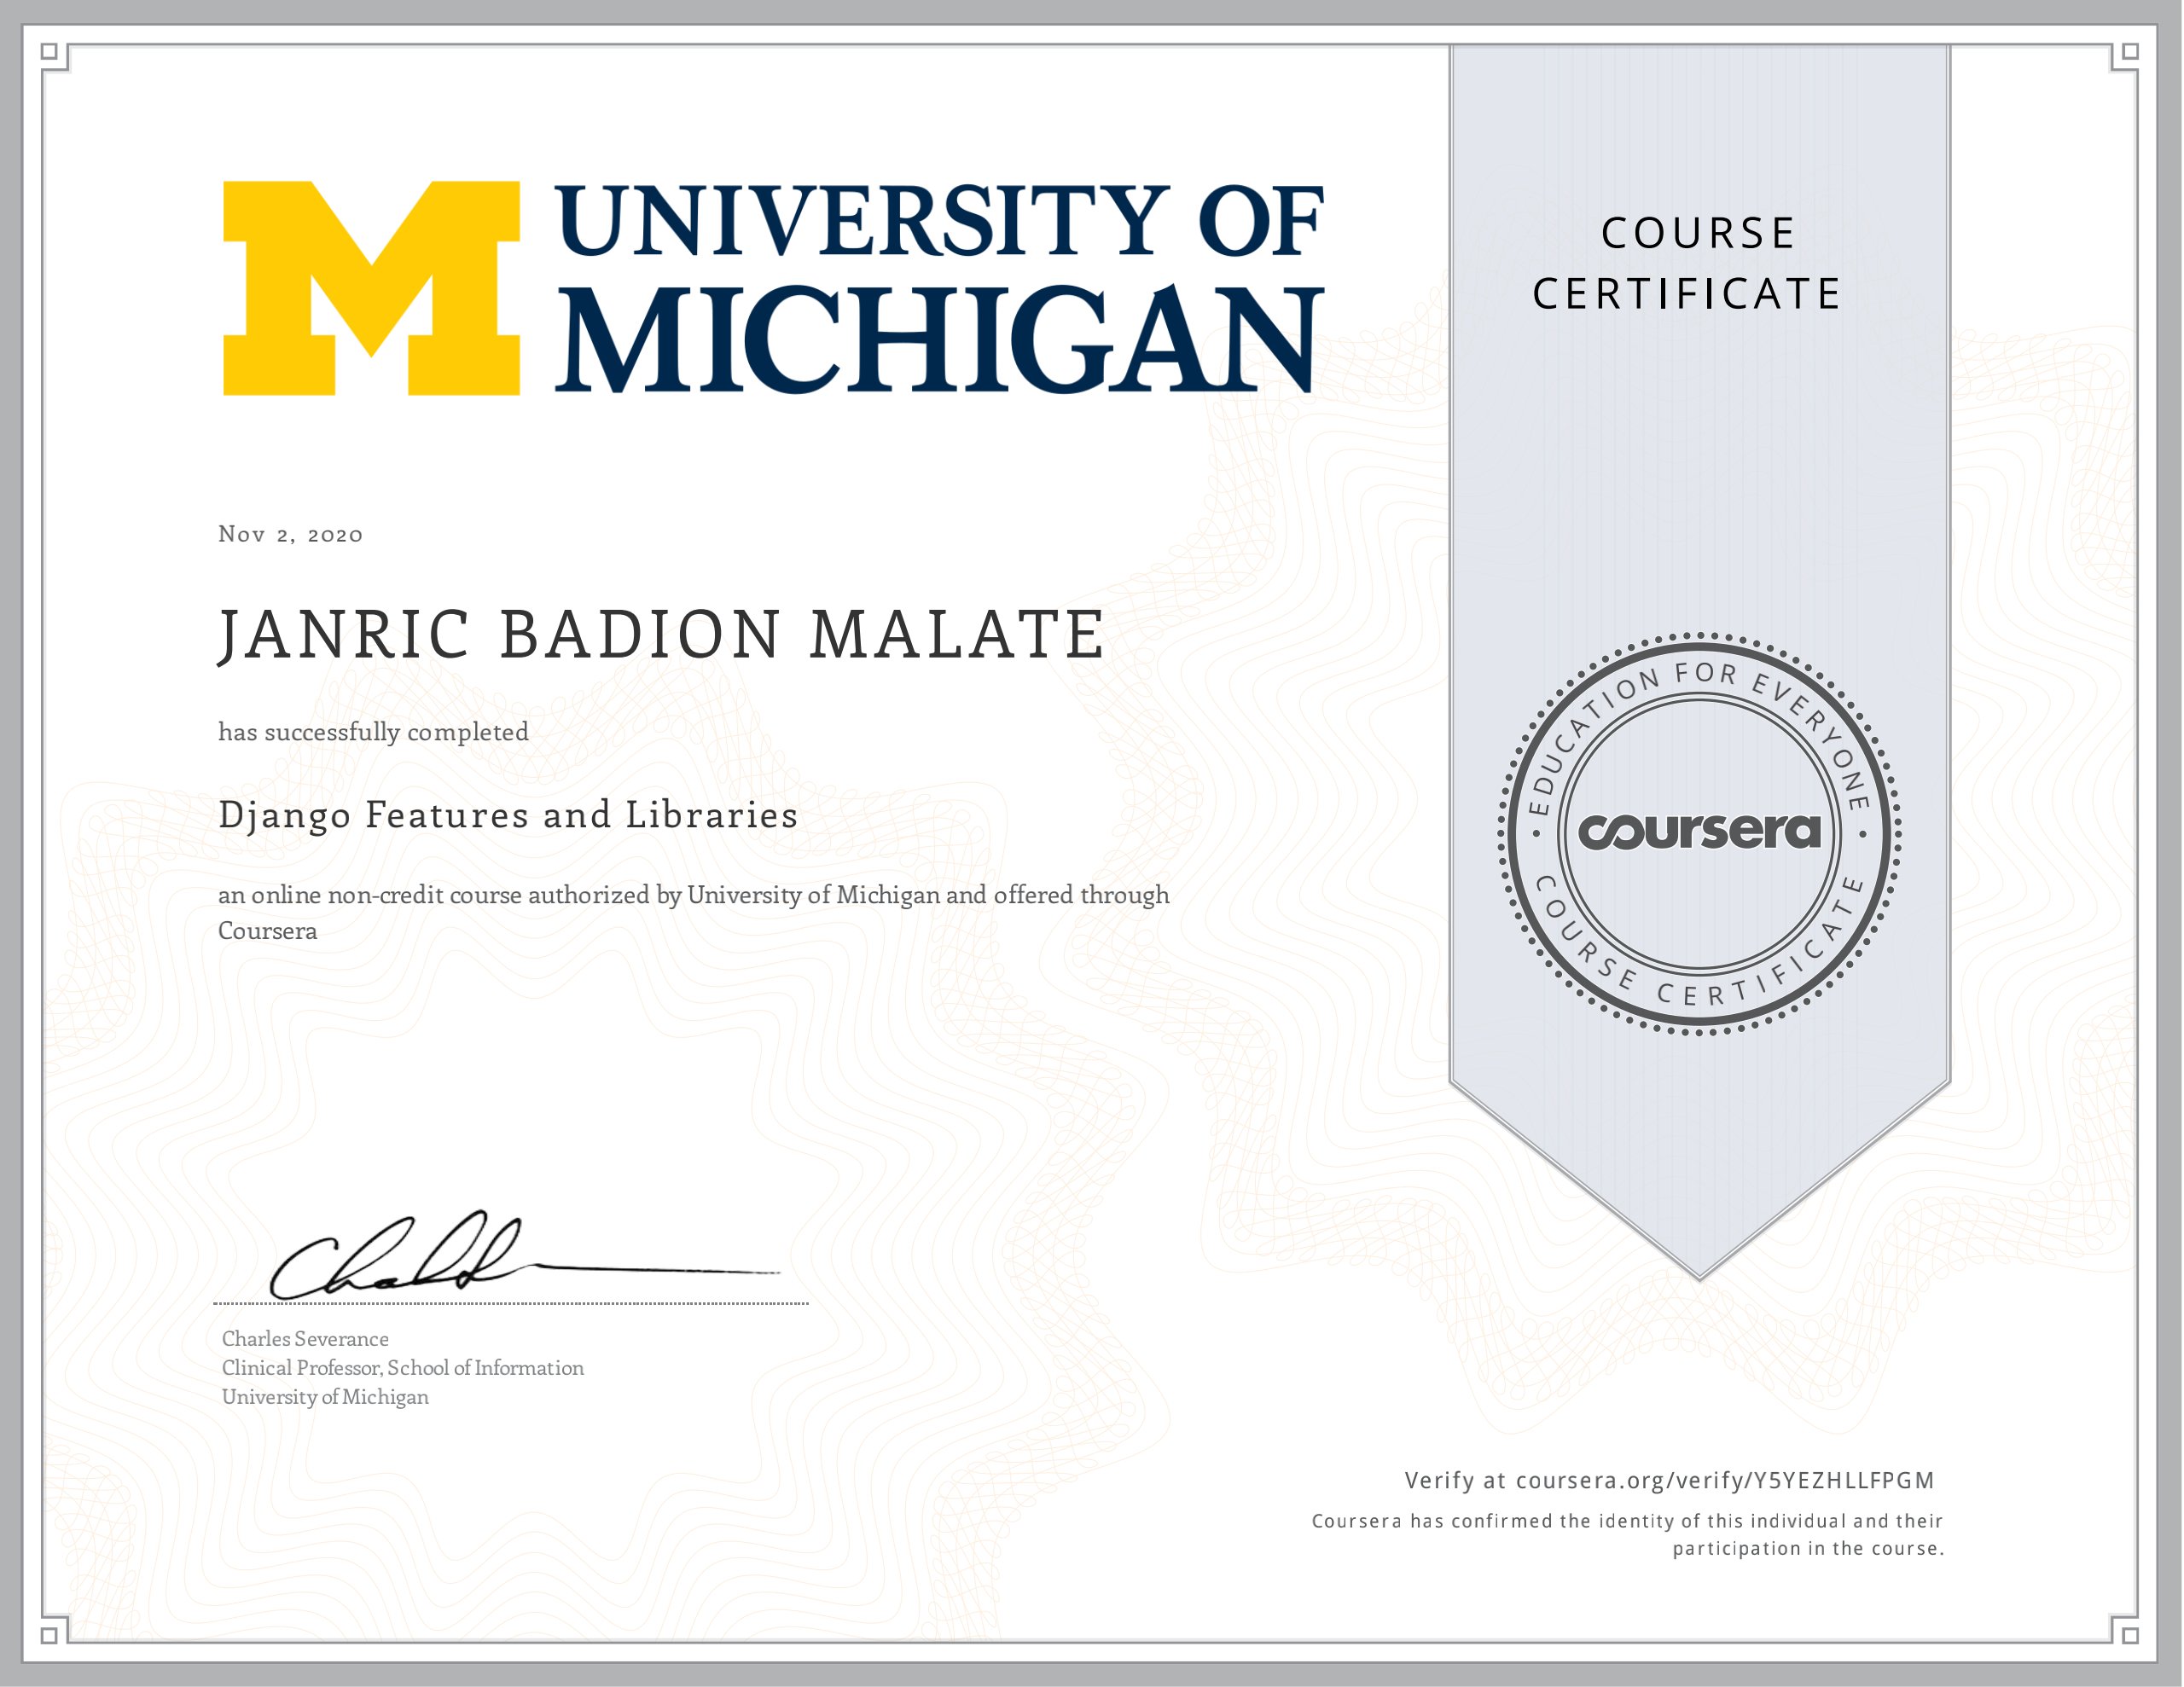 UNIVERSITY OF
MICHIGAN
COURSE
CERTIFICATE
Nov 2, 2020
JANRIC BADION MALATE
has successfully completed
Django Features and Libraries
an online non-credit course authorized by University of Michigan and offered through
Coursera
EDUCATION FOR EVERYONE
coursera
COURSE CERTIFICATE
Charles Severance
Clinical Professor, School of Information
University of Michigan
Verify at coursera.org/verify/Y5YEZHLLFPGM
Coursera has confirmed the identity of this individual and their
participation in the course.